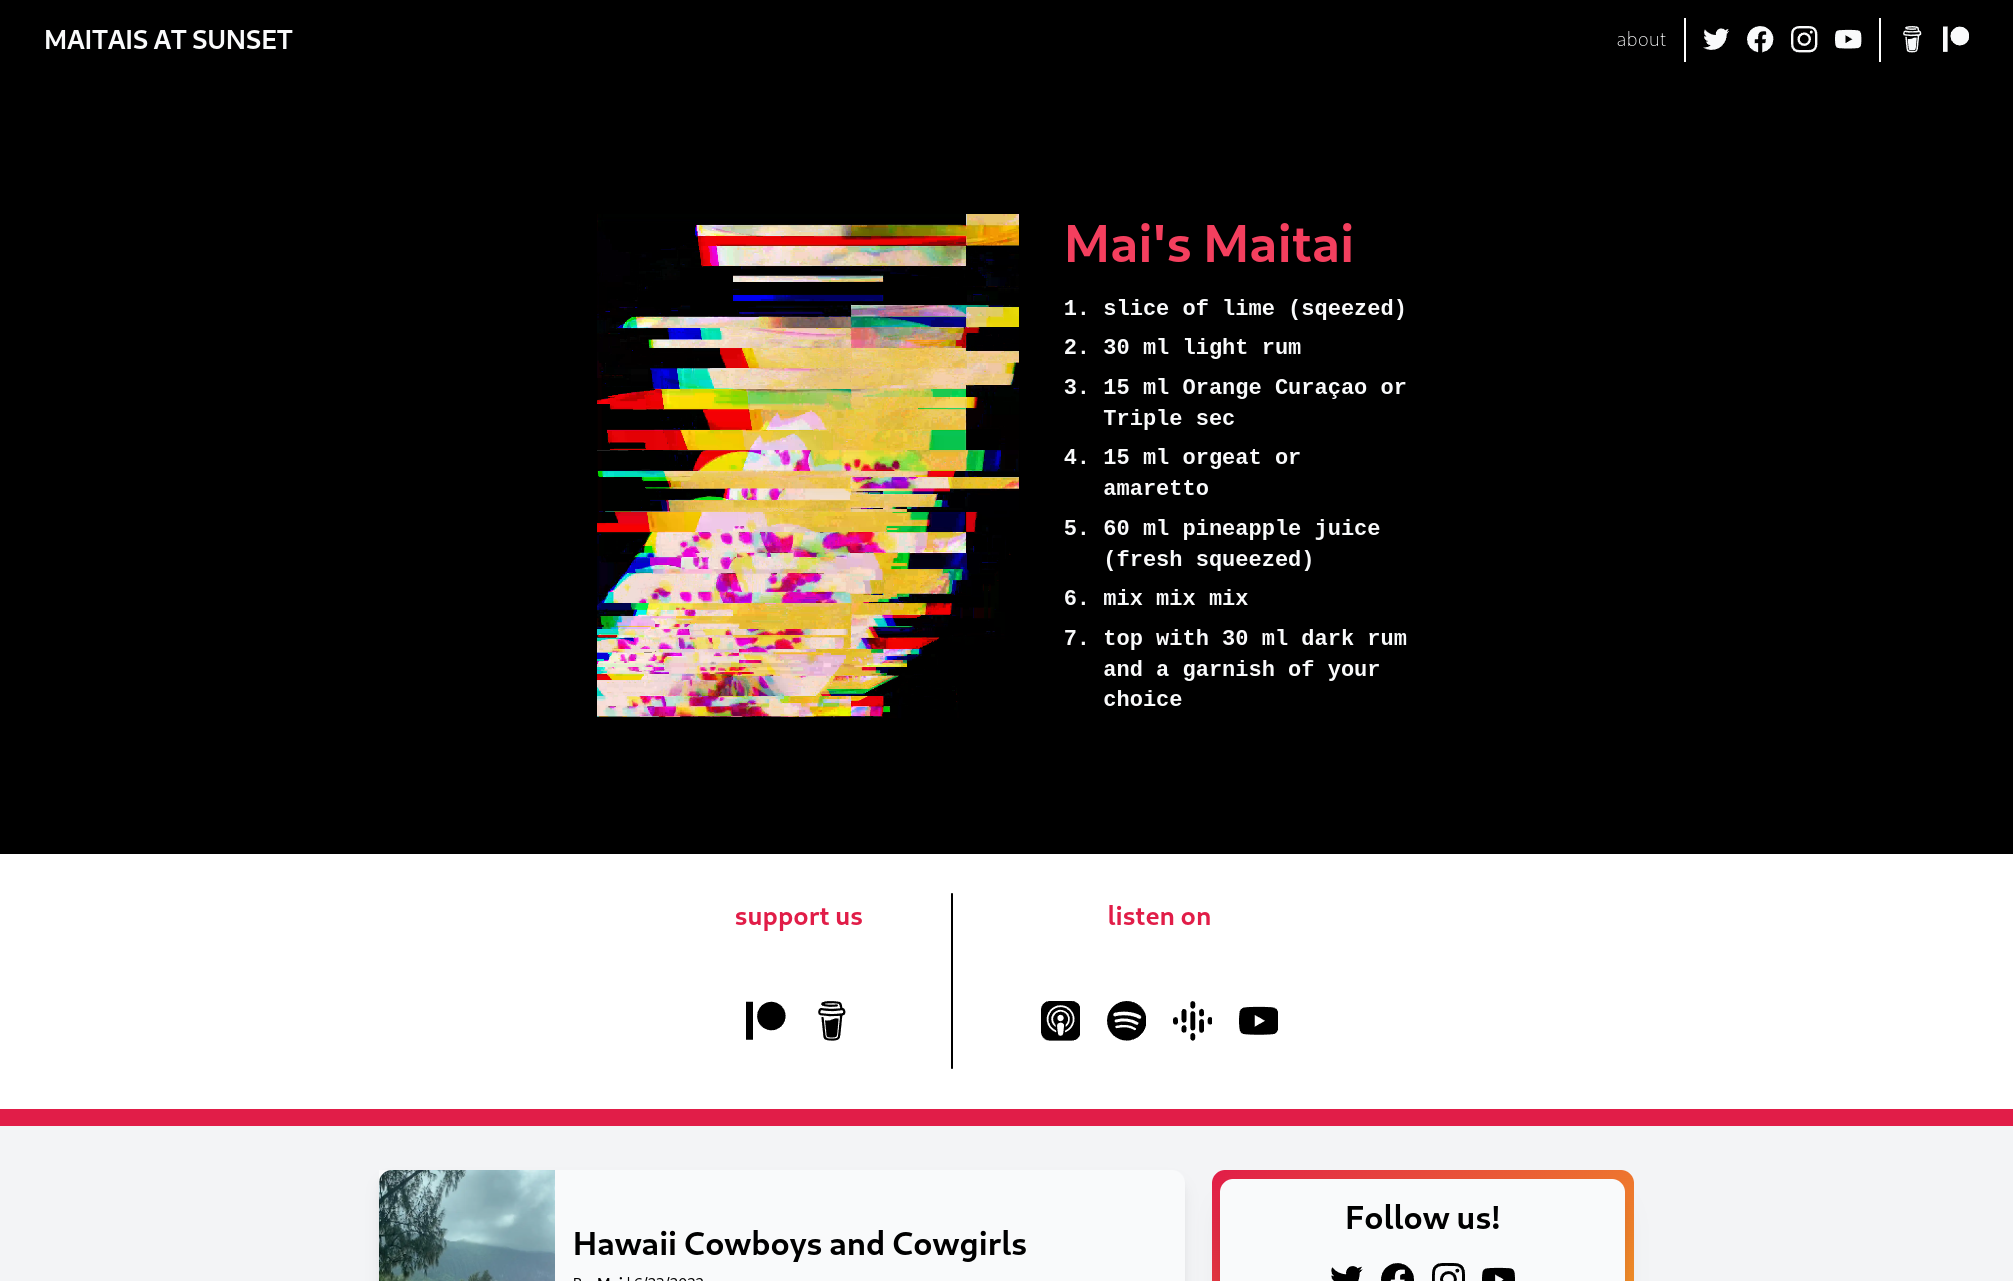 MAITAIS AT SUNSET
about
Mai's Maitai
1. slice of lime (sqeezed)
2. 30 ml light rum
3. 15 ml Orange Curaçao or
Triple sec
4. 15 ml orgeat or
amaretto
5. 60 ml pineapple juice
(fresh squeezed)
6. mix mix mix
7. top with 30 ml dark rum
and a garnish of your
choice
support us
listen on
Hawaii Cowboys and Cowgirls
Follow us!